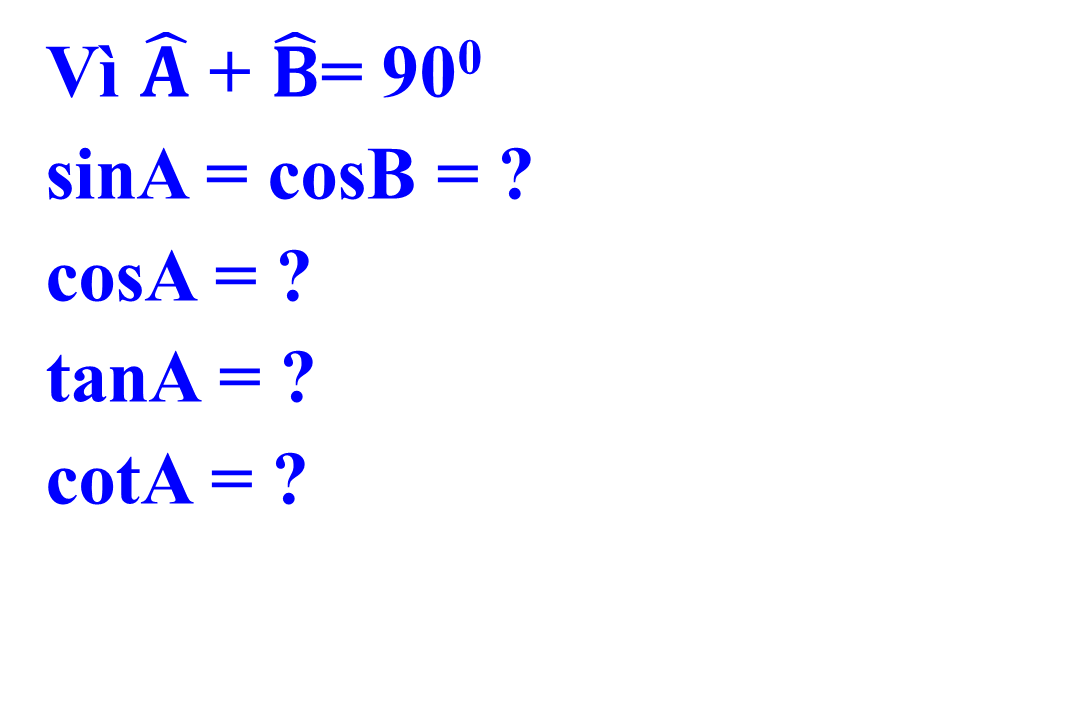 Vì Â + B̂= 90⁰
sinA = cosB = ?
cosA = ?
tanA = ?
cotA = ?